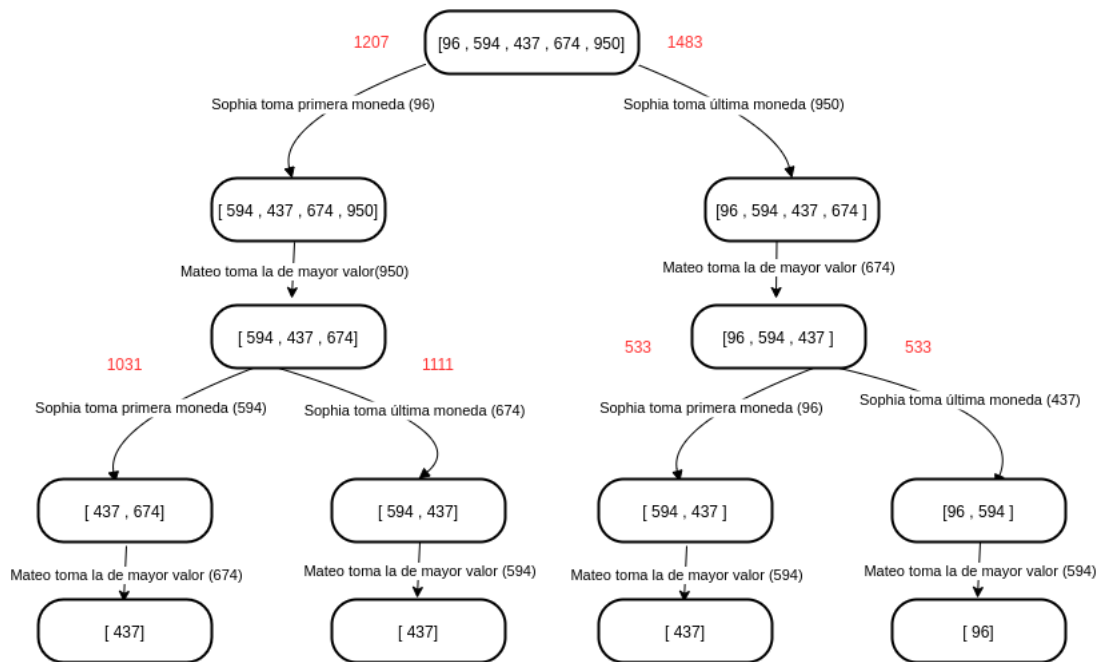 1207
[96 , 594 , 437 , 674 , 950]
1483
Sophia toma primera moneda (96)
Sophia toma última moneda (950)
[ 594 , 437 , 674 , 950]
[96 , 594 , 437 , 674 ]
Mateo toma la de mayor valor(950)
Mateo toma la de mayor valor (674)
[ 594 , 437 , 674]
[96 , 594 , 437 ]
1031
1111
533
533
Sophia toma primera moneda (594)
Sophia toma última moneda (674)
Sophia toma primera moneda (96)
Sophia toma última moneda (437)
[ 437 , 674]
[ 594 , 437]
[ 594 , 437 ]
[96 , 594 ]
Mateo toma la de mayor valor (674)
Mateo toma la de mayor valor (594)
Mateo toma la de mayor valor (594)
Mateo toma la de mayor valor (594)
[ 437]
[ 437]
[ 437]
[ 96]